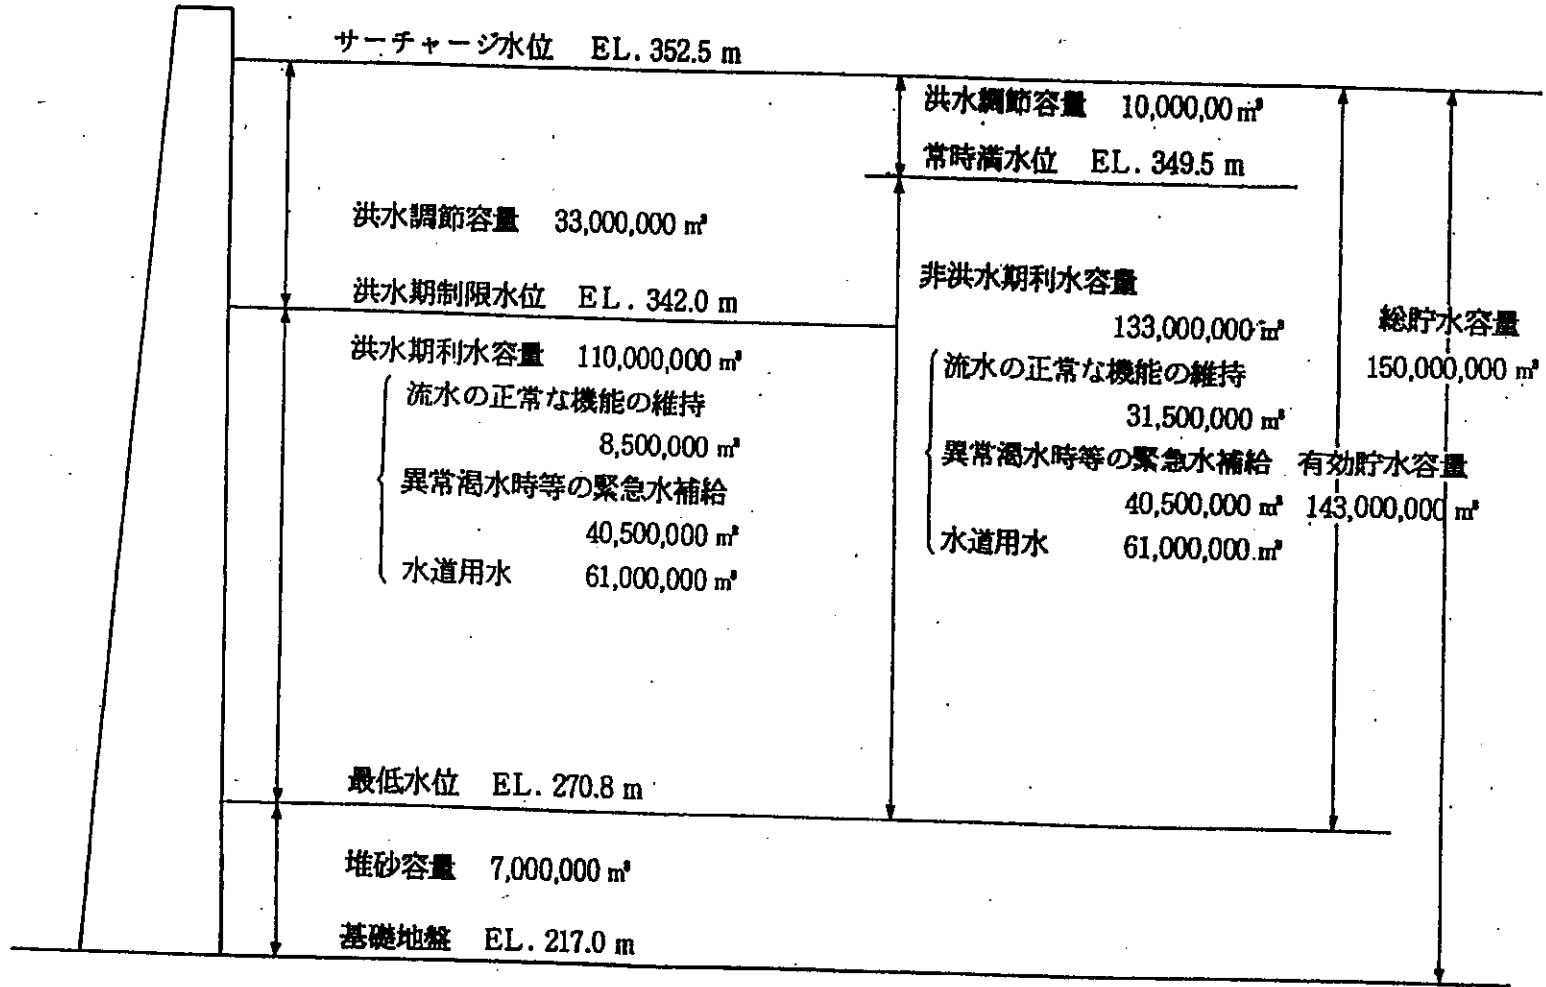 サーチャージ水位 EL. 352.5 m
洪水調節容量 33,000,000 m³
洪水期制限水位 EL. 342.0 m
洪水期利水容量 110,000,000 m³
流水の正常な機能の維持
8,500,000 m³
異常渇水時等の緊急水補給
40,500,000 m³
水道用水 61,000,000 m³
最低水位 EL. 270.8 m
堆砂容量 7,000,000 m³
基礎地盤 EL. 217.0 m
洪水調節容量 10,000,00 m³
常時満水位 EL. 349.5 m
非洪水期利水容量
133,000,000 m³
流水の正常な機能の維持
31,500,000 m³
異常渇水時等の緊急水補給
40,500,000 m³
水道用水 61,000,000 m³
有効貯水容量
143,000,000 m³
総貯水容量
150,000,000 m³